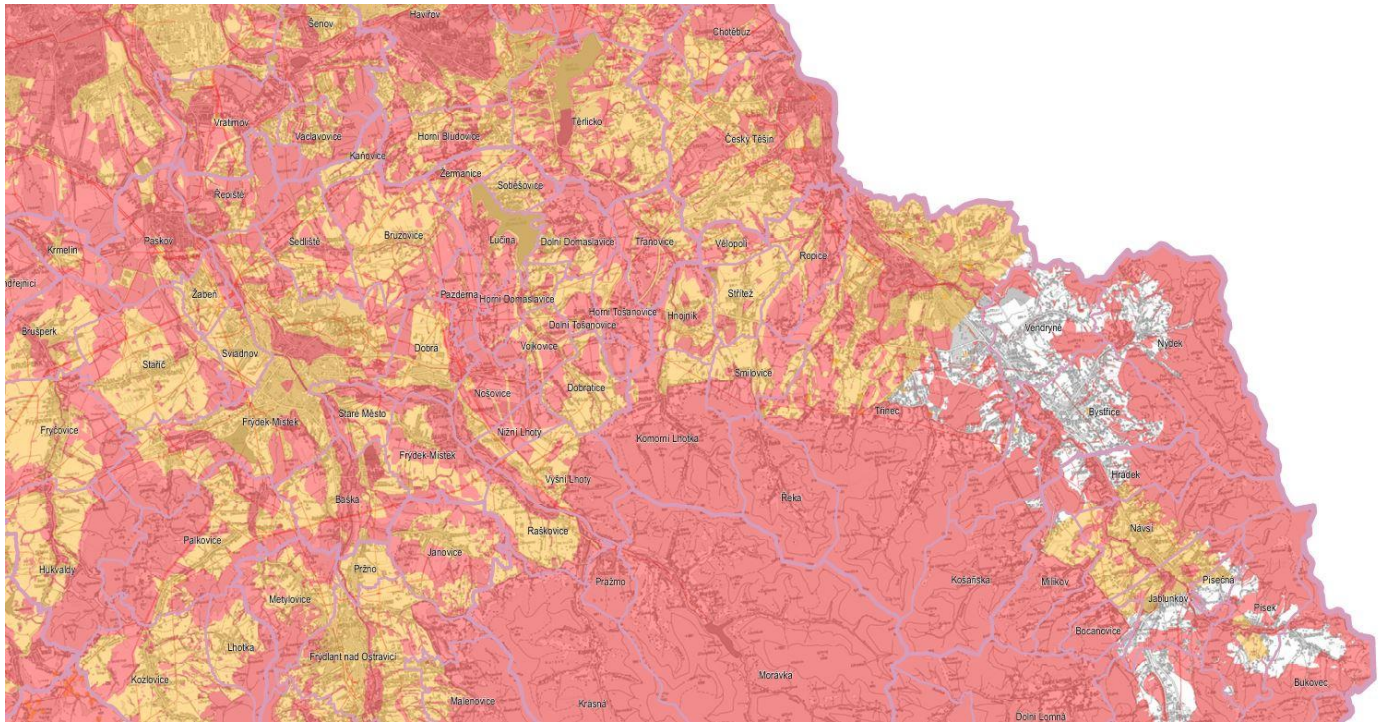 Šenov
Havířov
Chotěbuz
Vratimov
Václavovice
Horní Bludovice
Těrlicko
Český Těšín
Kaňovice
Žermanice
Soběšovice
Řepiště
Krmelín
Paskov
Sedliště
Bruzovice
Lučina
Dolní Domaslavice
Třanovice
Vělopolí
Ropice
Žabeň
Pazderna
Horní Domaslavice
Střítež
Horní Tošanovice
Hnojník
Dolní Tošanovice
Brušperk
Staříč
Sviadnov
Dobrá
Vojkovice
Vendryně
Nýdek
Smilovice
Nošovice
Dobratice
Třinec
Bystřice
Staré Město
Frýdek-Místek
Fryčovice
Nižní Lhoty
Komorní Lhotka
Frýdek-Místek
Vyšní Lhoty
Hrádek
Baška
Řeka
Raškovice
Návsí
Palkovice
Janovice
Hukvaldy
Pržno
Pražmo
Košařiska
Milíkov
Písečná
Metylovice
Jablunkov
Písek
Bocanovice
Lhotka
Frýdlant nad Ostravicí
Kozlovice
Morávka
Bukovec
Malenovice
Krásná
Dolní Lomná